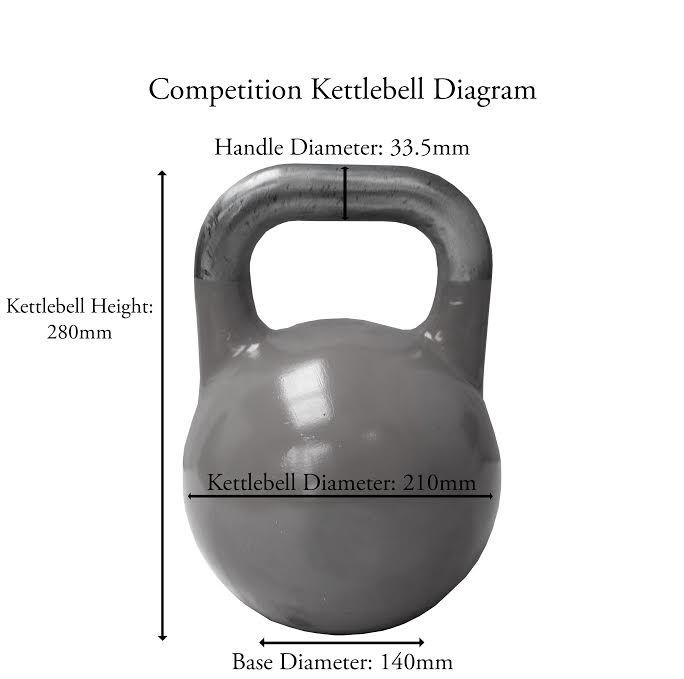 Competition Kettlebell Diagram
Handle Diameter: 33.5mm
Kettlebell Height:
280mm
Kettlebell Diameter: 210mm
Base Diameter: 140mm